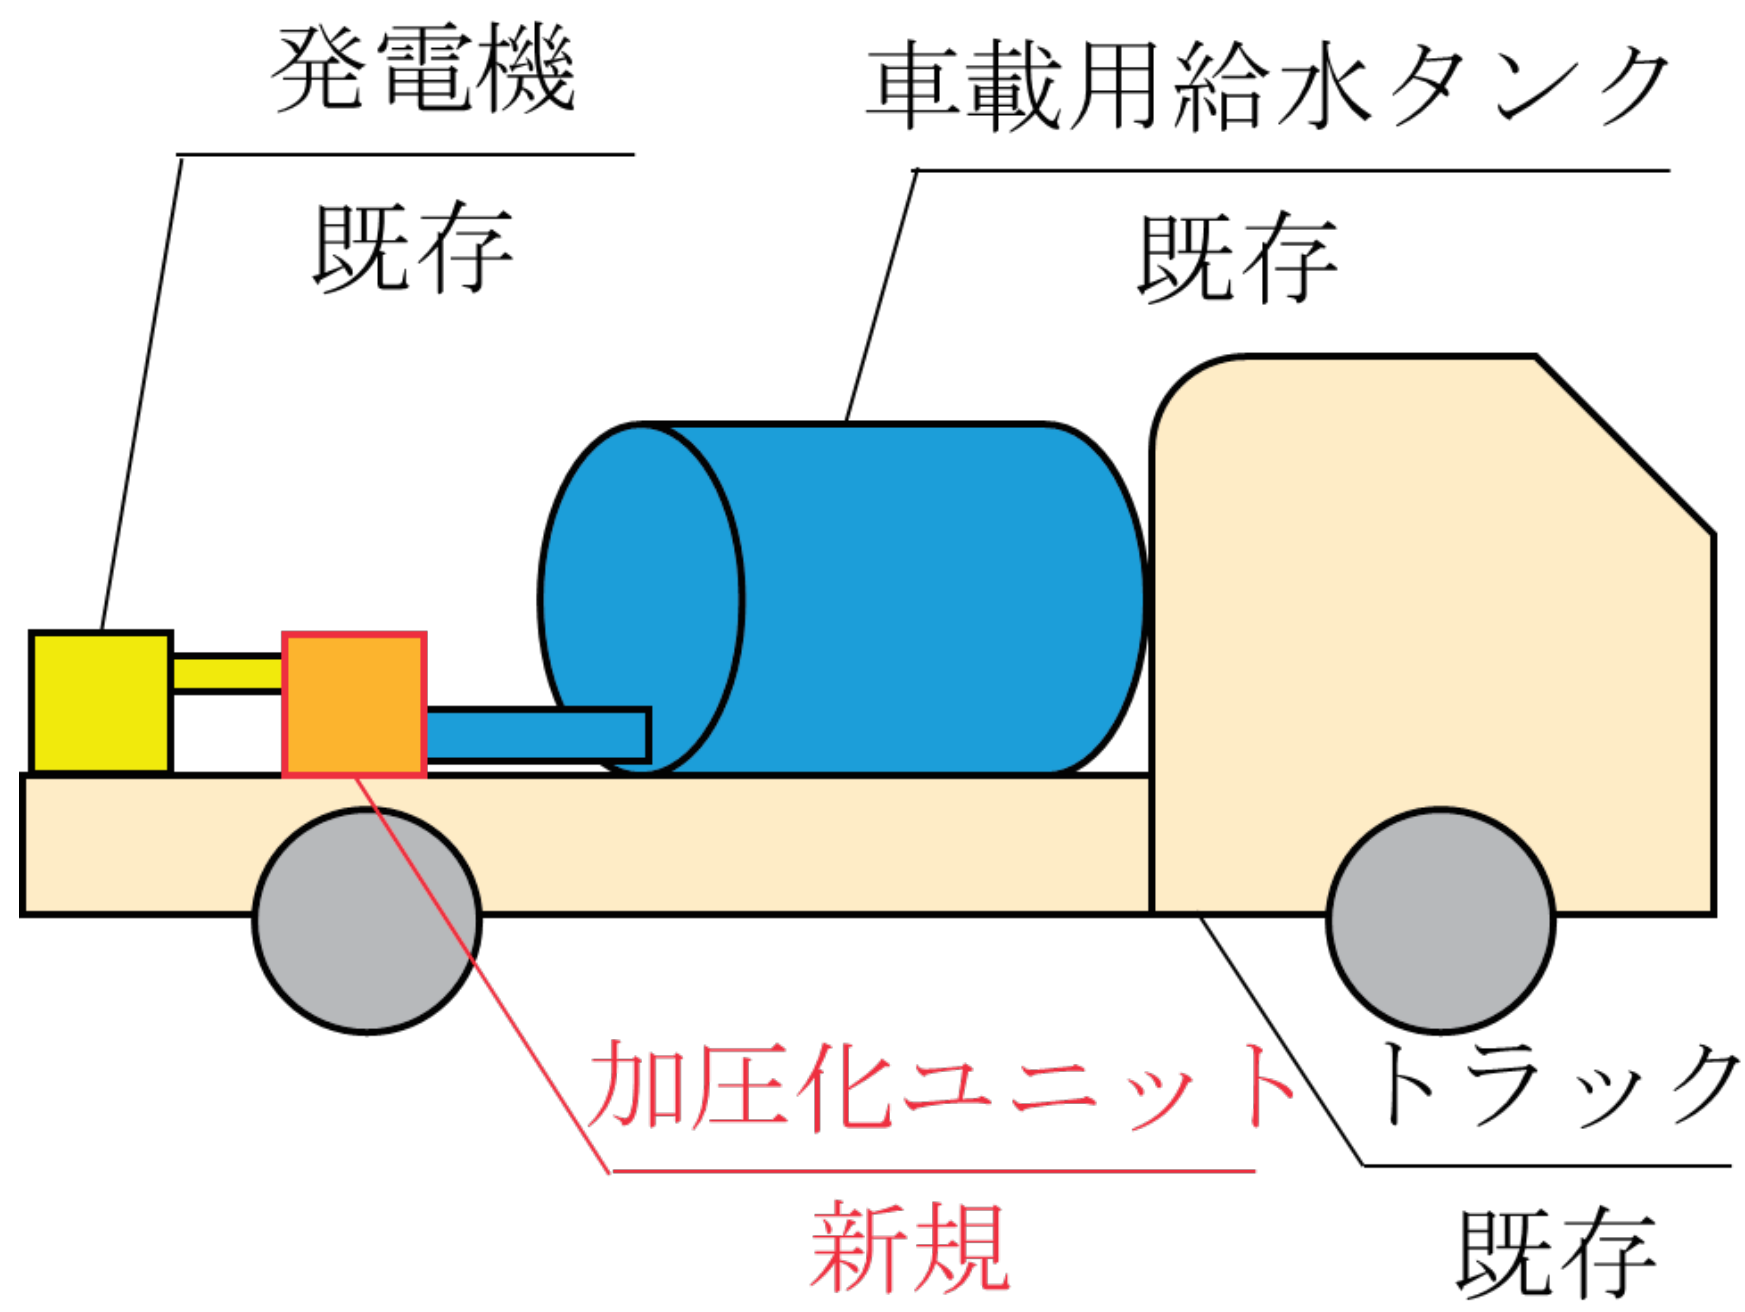 発電機
既存
車載用給水タンク
既存
加圧化ユニット
新規
トラック
既存